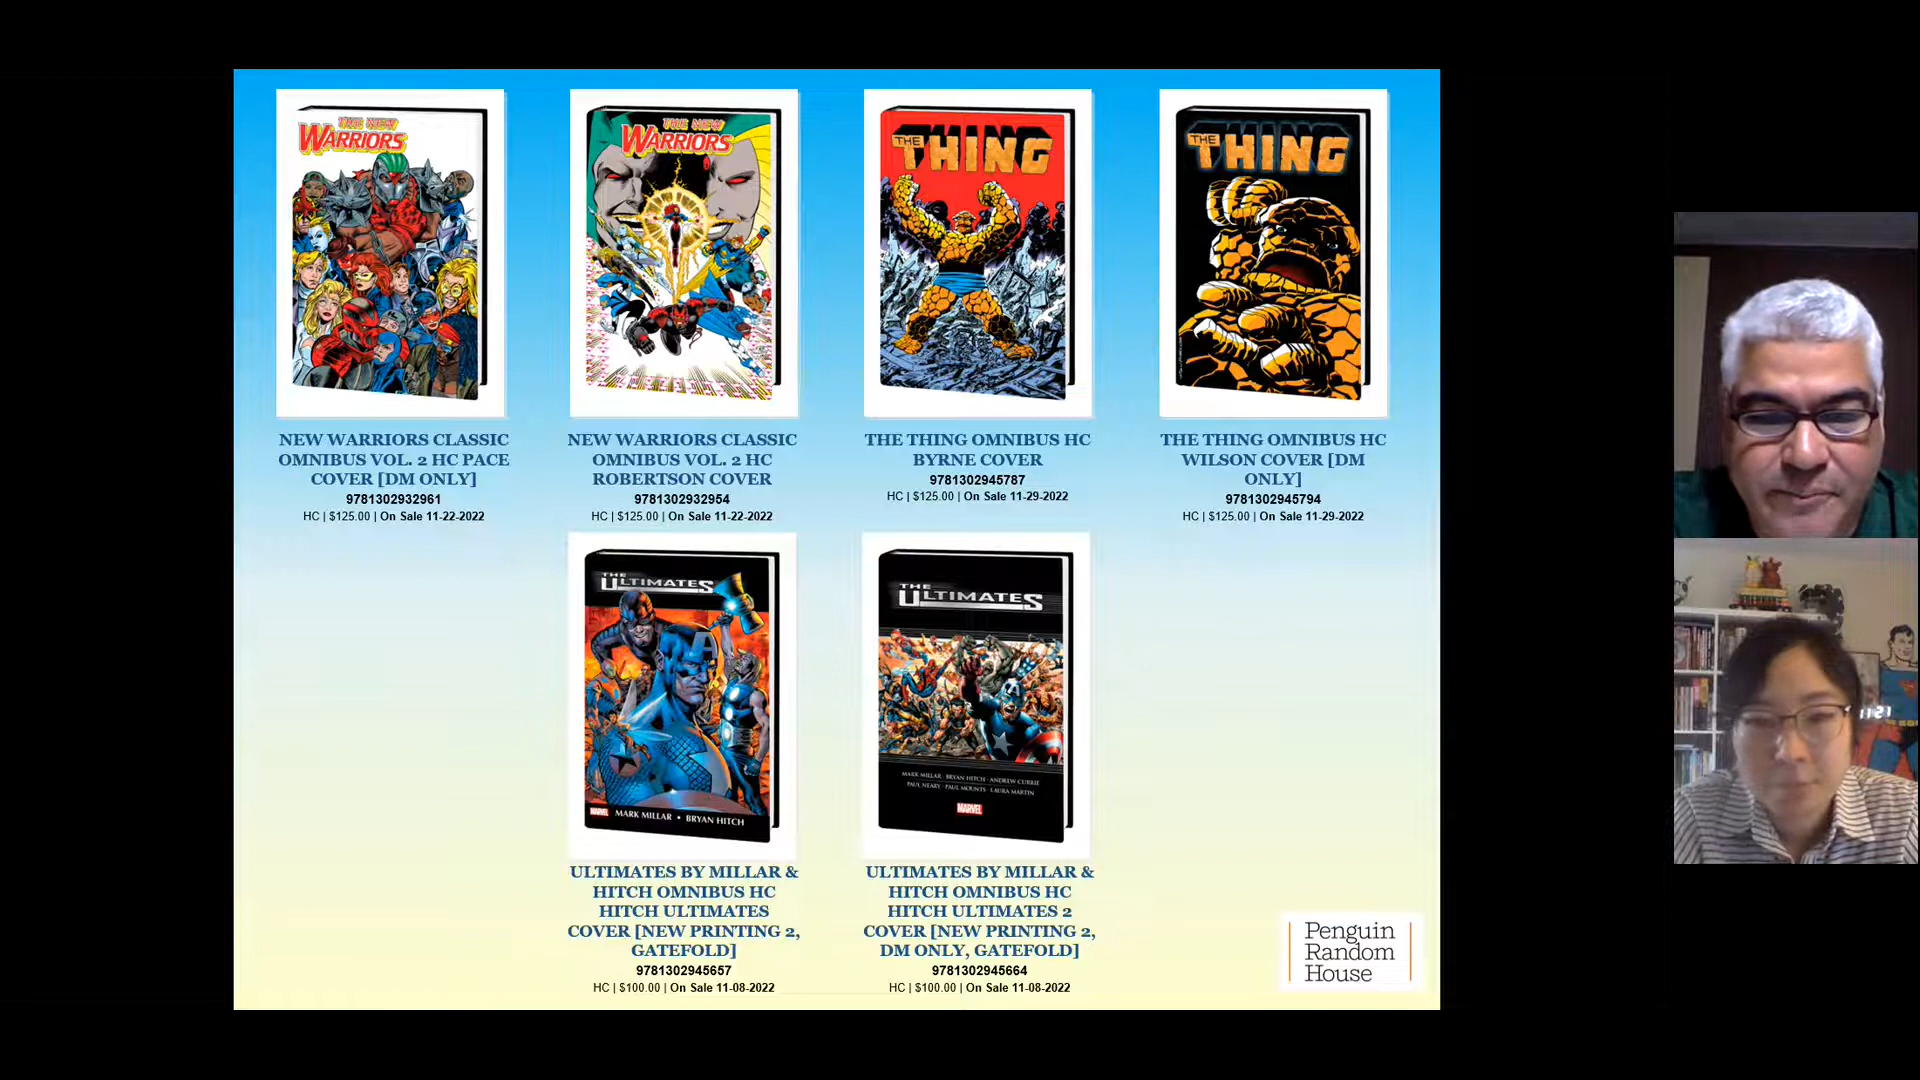 THE NEW
WARRIORS
THE NEW
WARRIORS
THE
THING
THE
THING
NEW WARRIORS CLASSIC
OMNIBUS VOL. 2 HC PACE
COVER [DM ONLY]
9781302932961
HC | $125.00 | On Sale 11-22-2022
NEW WARRIORS CLASSIC
OMNIBUS VOL. 2 HC
ROBERTSON COVER
9781302932954
HC | $125.00 | On Sale 11-22-2022
THE THING OMNIBUS HC
BYRNE COVER
9781302945787
HC | $125.00 | On Sale 11-29-2022
THE THING OMNIBUS HC
WILSON COVER [DM
ONLY]
9781302945794
HC | $125.00 | On Sale 11-29-2022
THE
ULTIMATES
A
MARVEL
MARK MILLAR • BRYAN HITCH
THE
ULTIMATES
A
MARK MILLAR · BRYAN HITCH · ANDREW CURRIE
PAUL NEARY · PAUL MOUNTS · LAURA MARTIN
MARVEL
ULTIMATES BY MILLAR &
HITCH OMNIBUS HC
HITCH ULTIMATES
COVER [NEW PRINTING 2,
GATEFOLD]
9781302945657
HC | $100.00 | On Sale 11-08-2022
ULTIMATES BY MILLAR &
HITCH OMNIBUS HC
HITCH ULTIMATES 2
COVER [NEW PRINTING 2,
DM ONLY, GATEFOLD]
9781302945664
HC | $100.00 | On Sale 11-08-2022
Penguin
Random
House